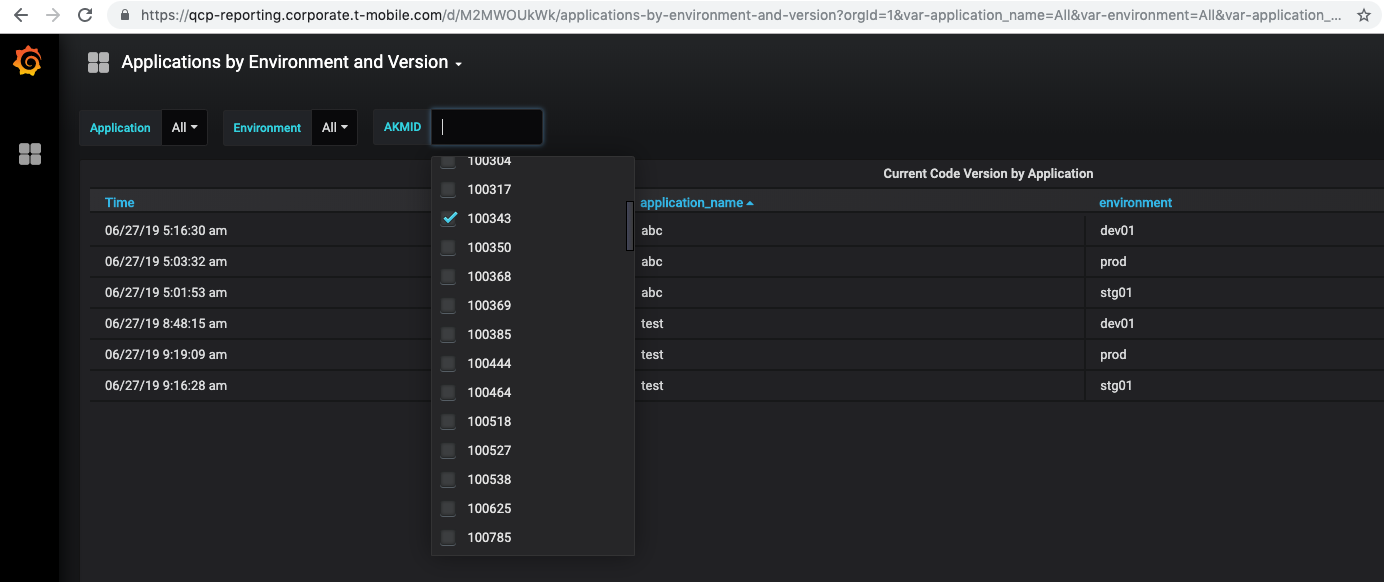 https://qcp-reporting.corporate.t-mobile.com/d/M2MWOUkWk/applications-by-environment-and-version?orgId=1&var-application_name=All&var-environment=All&var-application_...
Applications by Environment and Version
Application All Environment All AKMID
Current Code Version by Application
Time application_name environment
06/27/19 5:16:30 am abc dev01
06/27/19 5:03:32 am abc prod
06/27/19 5:01:53 am abc stg01
06/27/19 8:48:15 am test dev01
06/27/19 9:19:09 am test prod
06/27/19 9:16:28 am test stg01
100304
100317
100343
100350
100368
100369
100385
100444
100464
100518
100527
100538
100625
100785